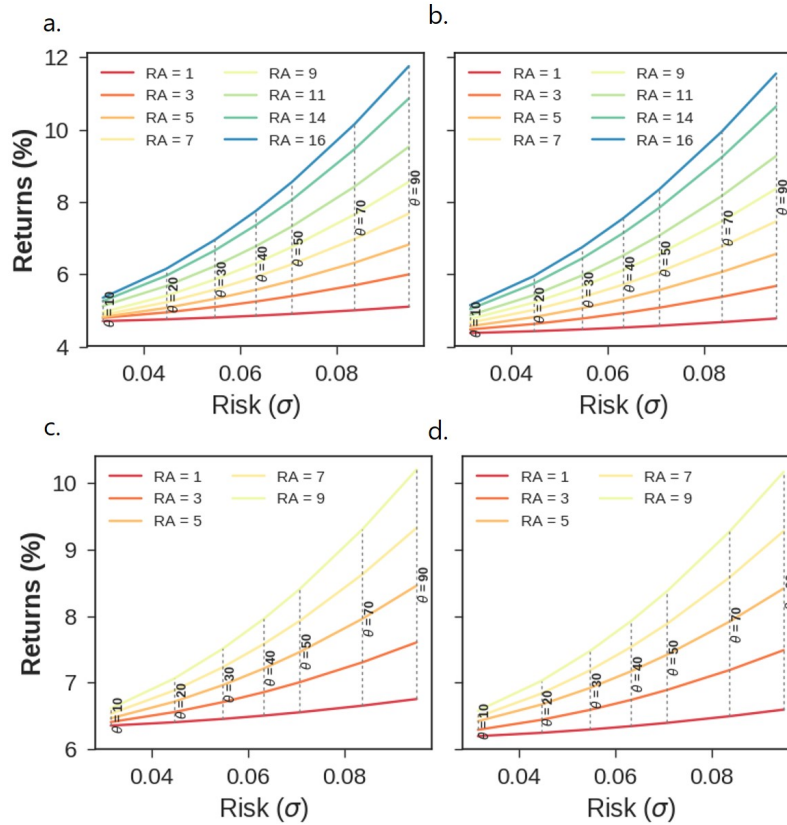 a.
12
10
8
6
4
Returns (%)
RA = 1
RA = 3
RA = 5
RA = 7
RA = 9
RA = 11
RA = 14
RA = 16
θ = 10
θ = 20
θ = 30
θ = 40
θ = 50
θ = 70
θ = 90
0.04 0.06 0.08
Risk (σ)
b.
RA = 1
RA = 3
RA = 5
RA = 7
RA = 9
RA = 11
RA = 14
RA = 16
θ = 10
θ = 20
θ = 30
θ = 40
θ = 50
θ = 70
θ = 90
0.04 0.06 0.08
Risk (σ)
c.
10
9
8
7
6
Returns (%)
RA = 1
RA = 3
RA = 5
RA = 7
RA = 9
θ = 10
θ = 20
θ = 30
θ = 40
θ = 50
θ = 70
θ = 90
0.04 0.06 0.08
Risk (σ)
d.
RA = 1
RA = 3
RA = 5
RA = 7
RA = 9
θ = 10
θ = 20
θ = 30
θ = 40
θ = 50
θ = 70
0.04 0.06 0.08
Risk (σ)